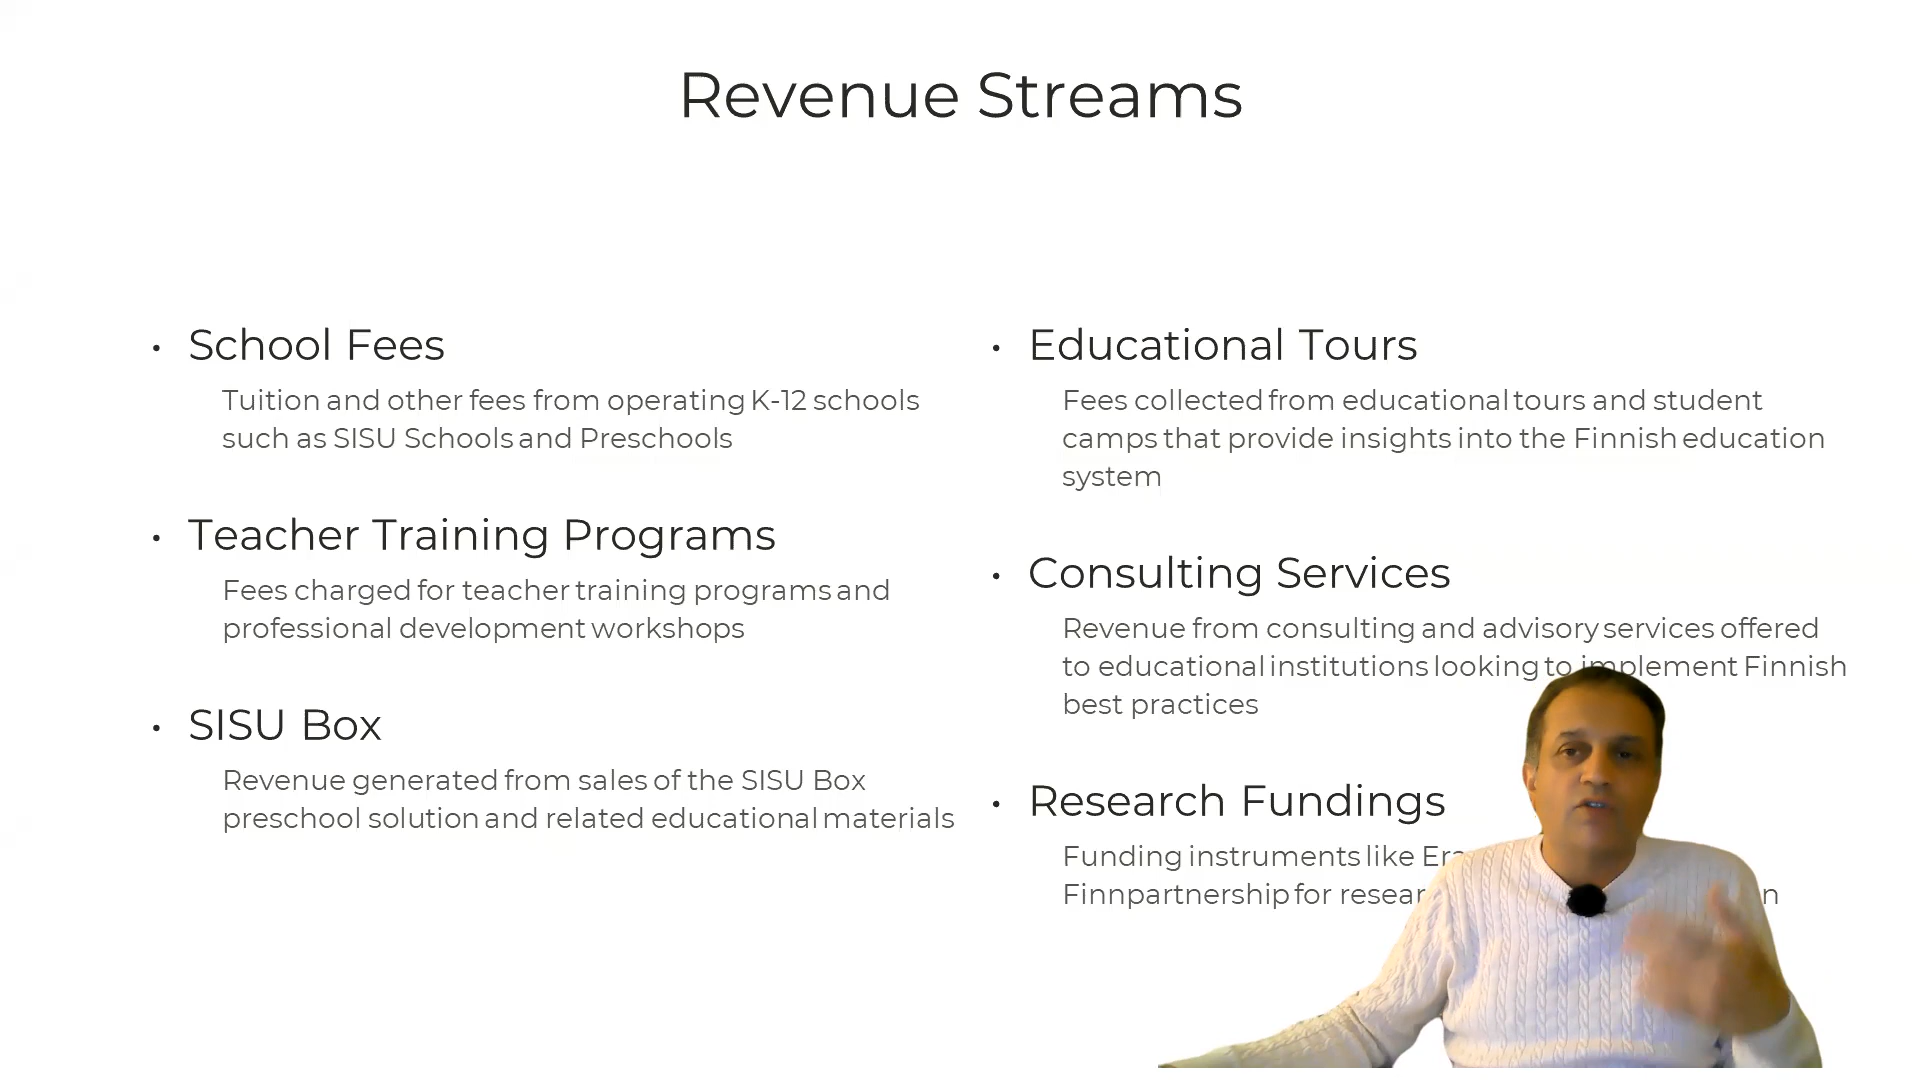 Revenue Streams
• School Fees
Tuition and other fees from operating K-12 schools
such as SISU Schools and Preschools
• Teacher Training Programs
Fees charged for teacher training programs and
professional development workshops
• SISU Box
Revenue generated from sales of the SISU Box
preschool solution and related educational materials
• Educational Tours
Fees collected from educational tours and student
camps that provide insights into the Finnish education
system
• Consulting Services
Revenue from consulting and advisory services offered
to educational institutions looking to implement Finnish
best practices
• Research Fundings
Funding instruments like
Finnpartnership for